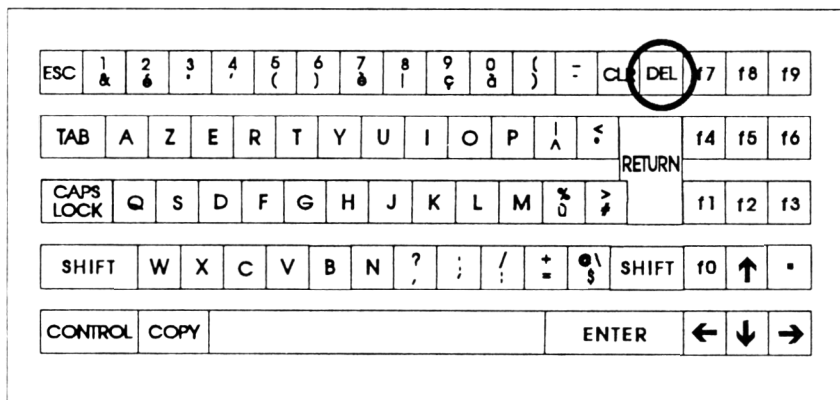 ESC 1 & 2 é 3 " 4 ' 5 ( 6 ) 7 è 8 ! 9 ç 0 à ( ) - CLR DEL f7 f8 f9
TAB A Z E R T Y U I O P | ^ < * RETURN f4 f5 f6
CAPS LOCK Q S D F G H J K L M % ù > # f1 f2 f3
SHIFT W X C V B N ? , . ; / : + = @ \ $ SHIFT f0 ↑ .
CONTROL COPY ENTER ← ↓ →